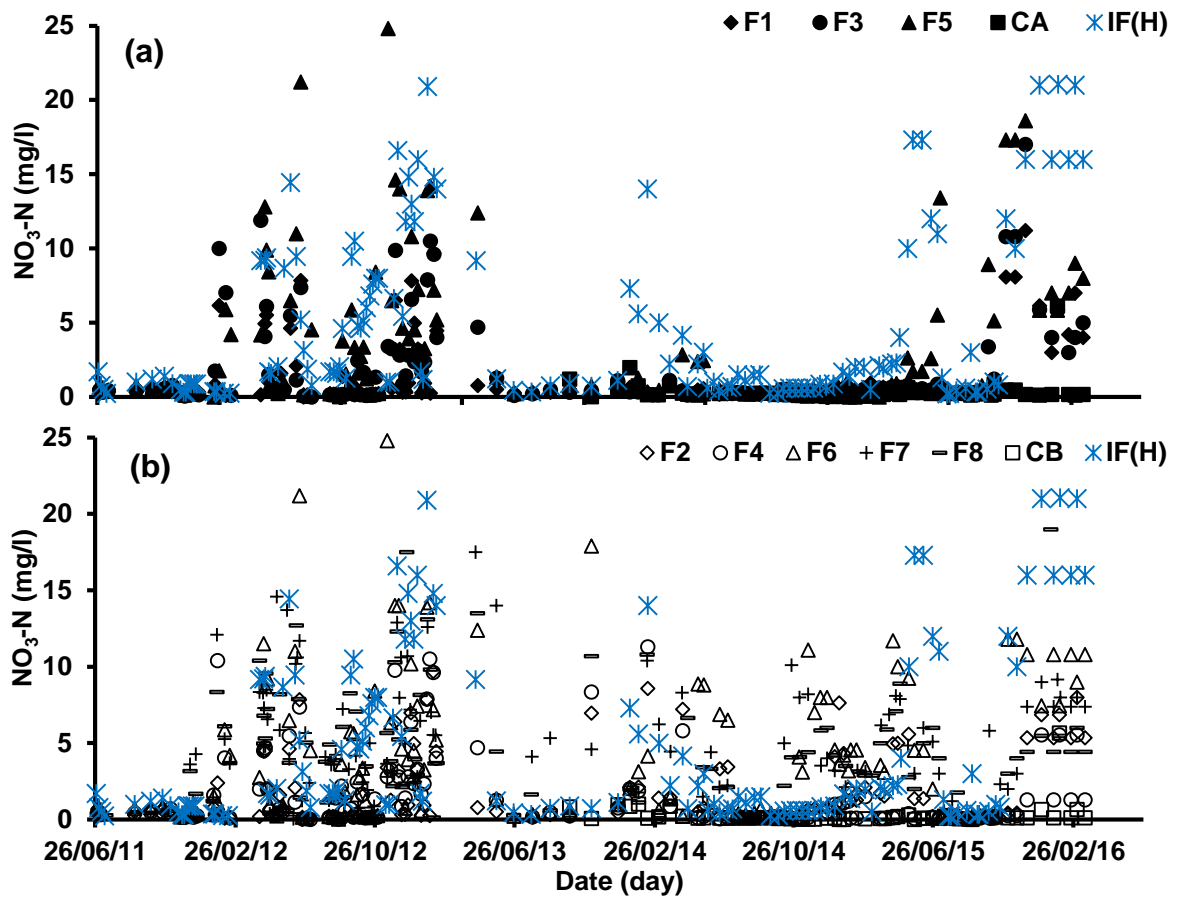 F1 F3 F5 CA IF(H)
(a)
25
20
15
10
5
0
NO3-N (mg/l)
F2 F4 F6 F7 F8 CB IF(H)
(b)
25
20
15
10
5
0
NO3-N (mg/l)
26/06/11 26/02/12 26/10/12 26/06/13 26/02/14 26/10/14 26/06/15 26/02/16
Date (day)